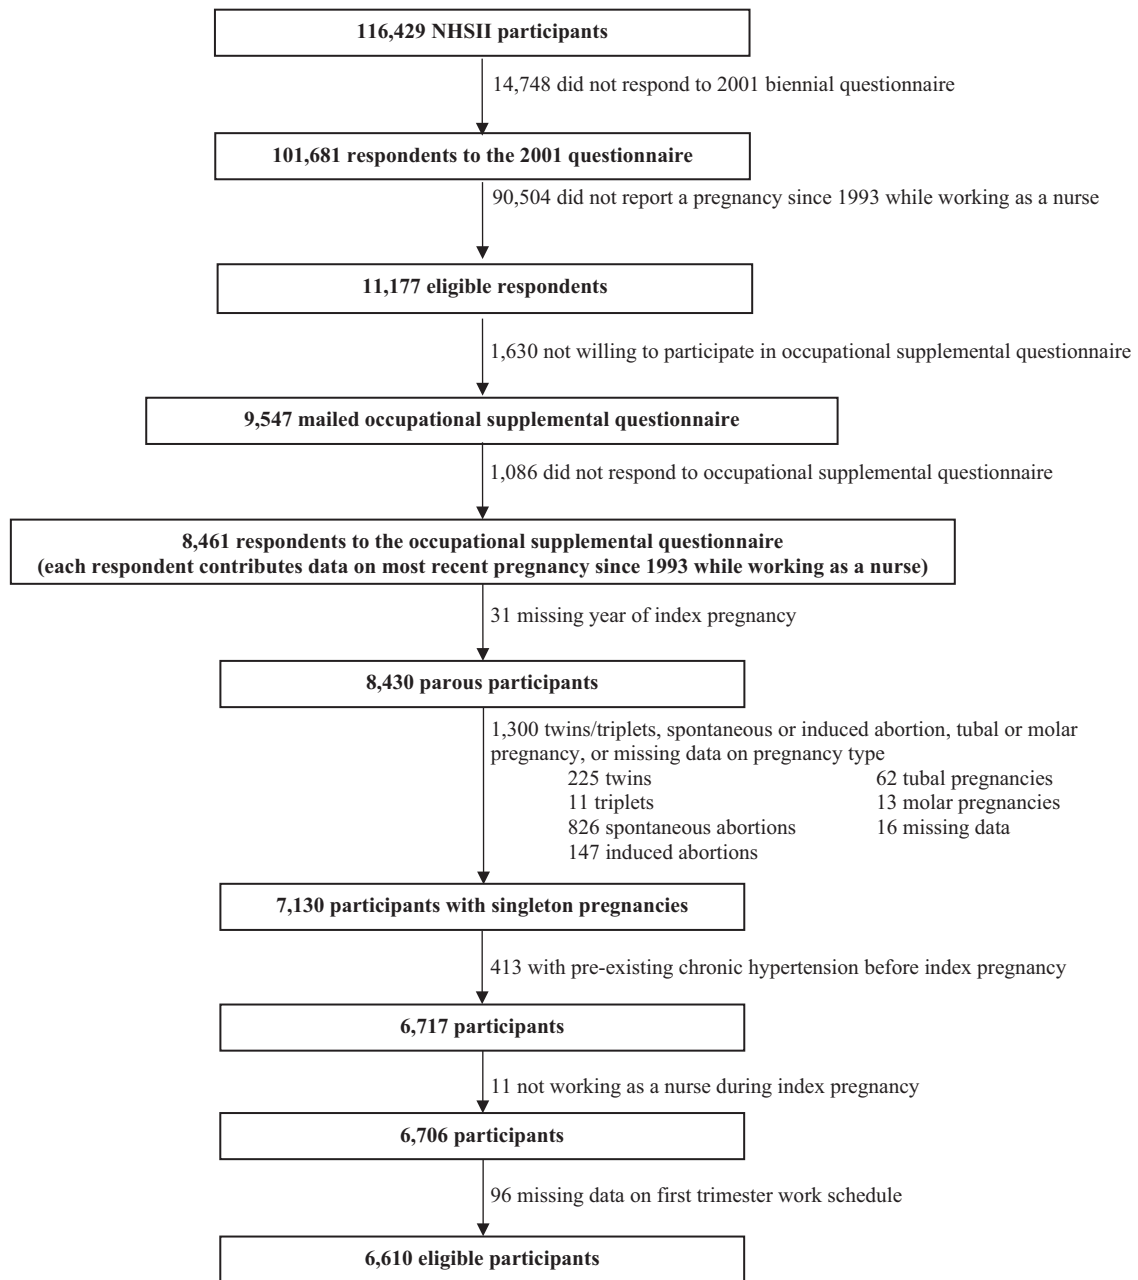 116,429 NHSII participants
14,748 did not respond to 2001 biennial questionnaire
101,681 respondents to the 2001 questionnaire
90,504 did not report a pregnancy since 1993 while working as a nurse
11,177 eligible respondents
1,630 not willing to participate in occupational supplemental questionnaire
9,547 mailed occupational supplemental questionnaire
1,086 did not respond to occupational supplemental questionnaire
8,461 respondents to the occupational supplemental questionnaire
(each respondent contributes data on most recent pregnancy since 1993 while working as a nurse)
31 missing year of index pregnancy
8,430 parous participants
1,300 twins/triplets, spontaneous or induced abortion, tubal or molar
pregnancy, or missing data on pregnancy type
225 twins 62 tubal pregnancies
11 triplets 13 molar pregnancies
826 spontaneous abortions 16 missing data
147 induced abortions
7,130 participants with singleton pregnancies
413 with pre-existing chronic hypertension before index pregnancy
6,717 participants
11 not working as a nurse during index pregnancy
6,706 participants
96 missing data on first trimester work schedule
6,610 eligible participants